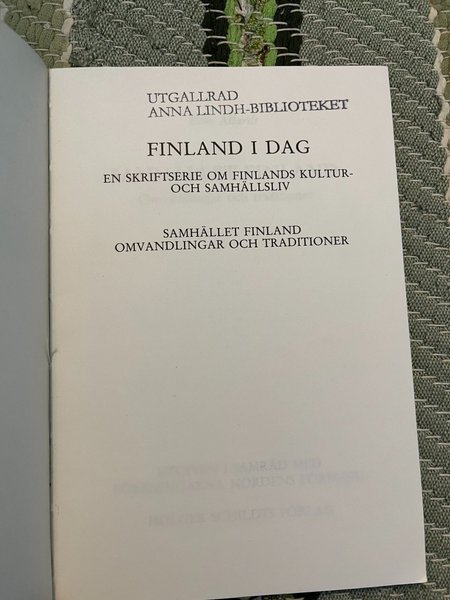 UTGALLRAD
ANNA LINDH-BIBLIOTEKET
FINLAND I DAG
EN SKRIFTSERIE OM FINLANDS KULTUR-
OCH SAMHÄLLSLIV
SAMHÄLLET FINLAND
OMVANDLINGAR OCH TRADITIONER